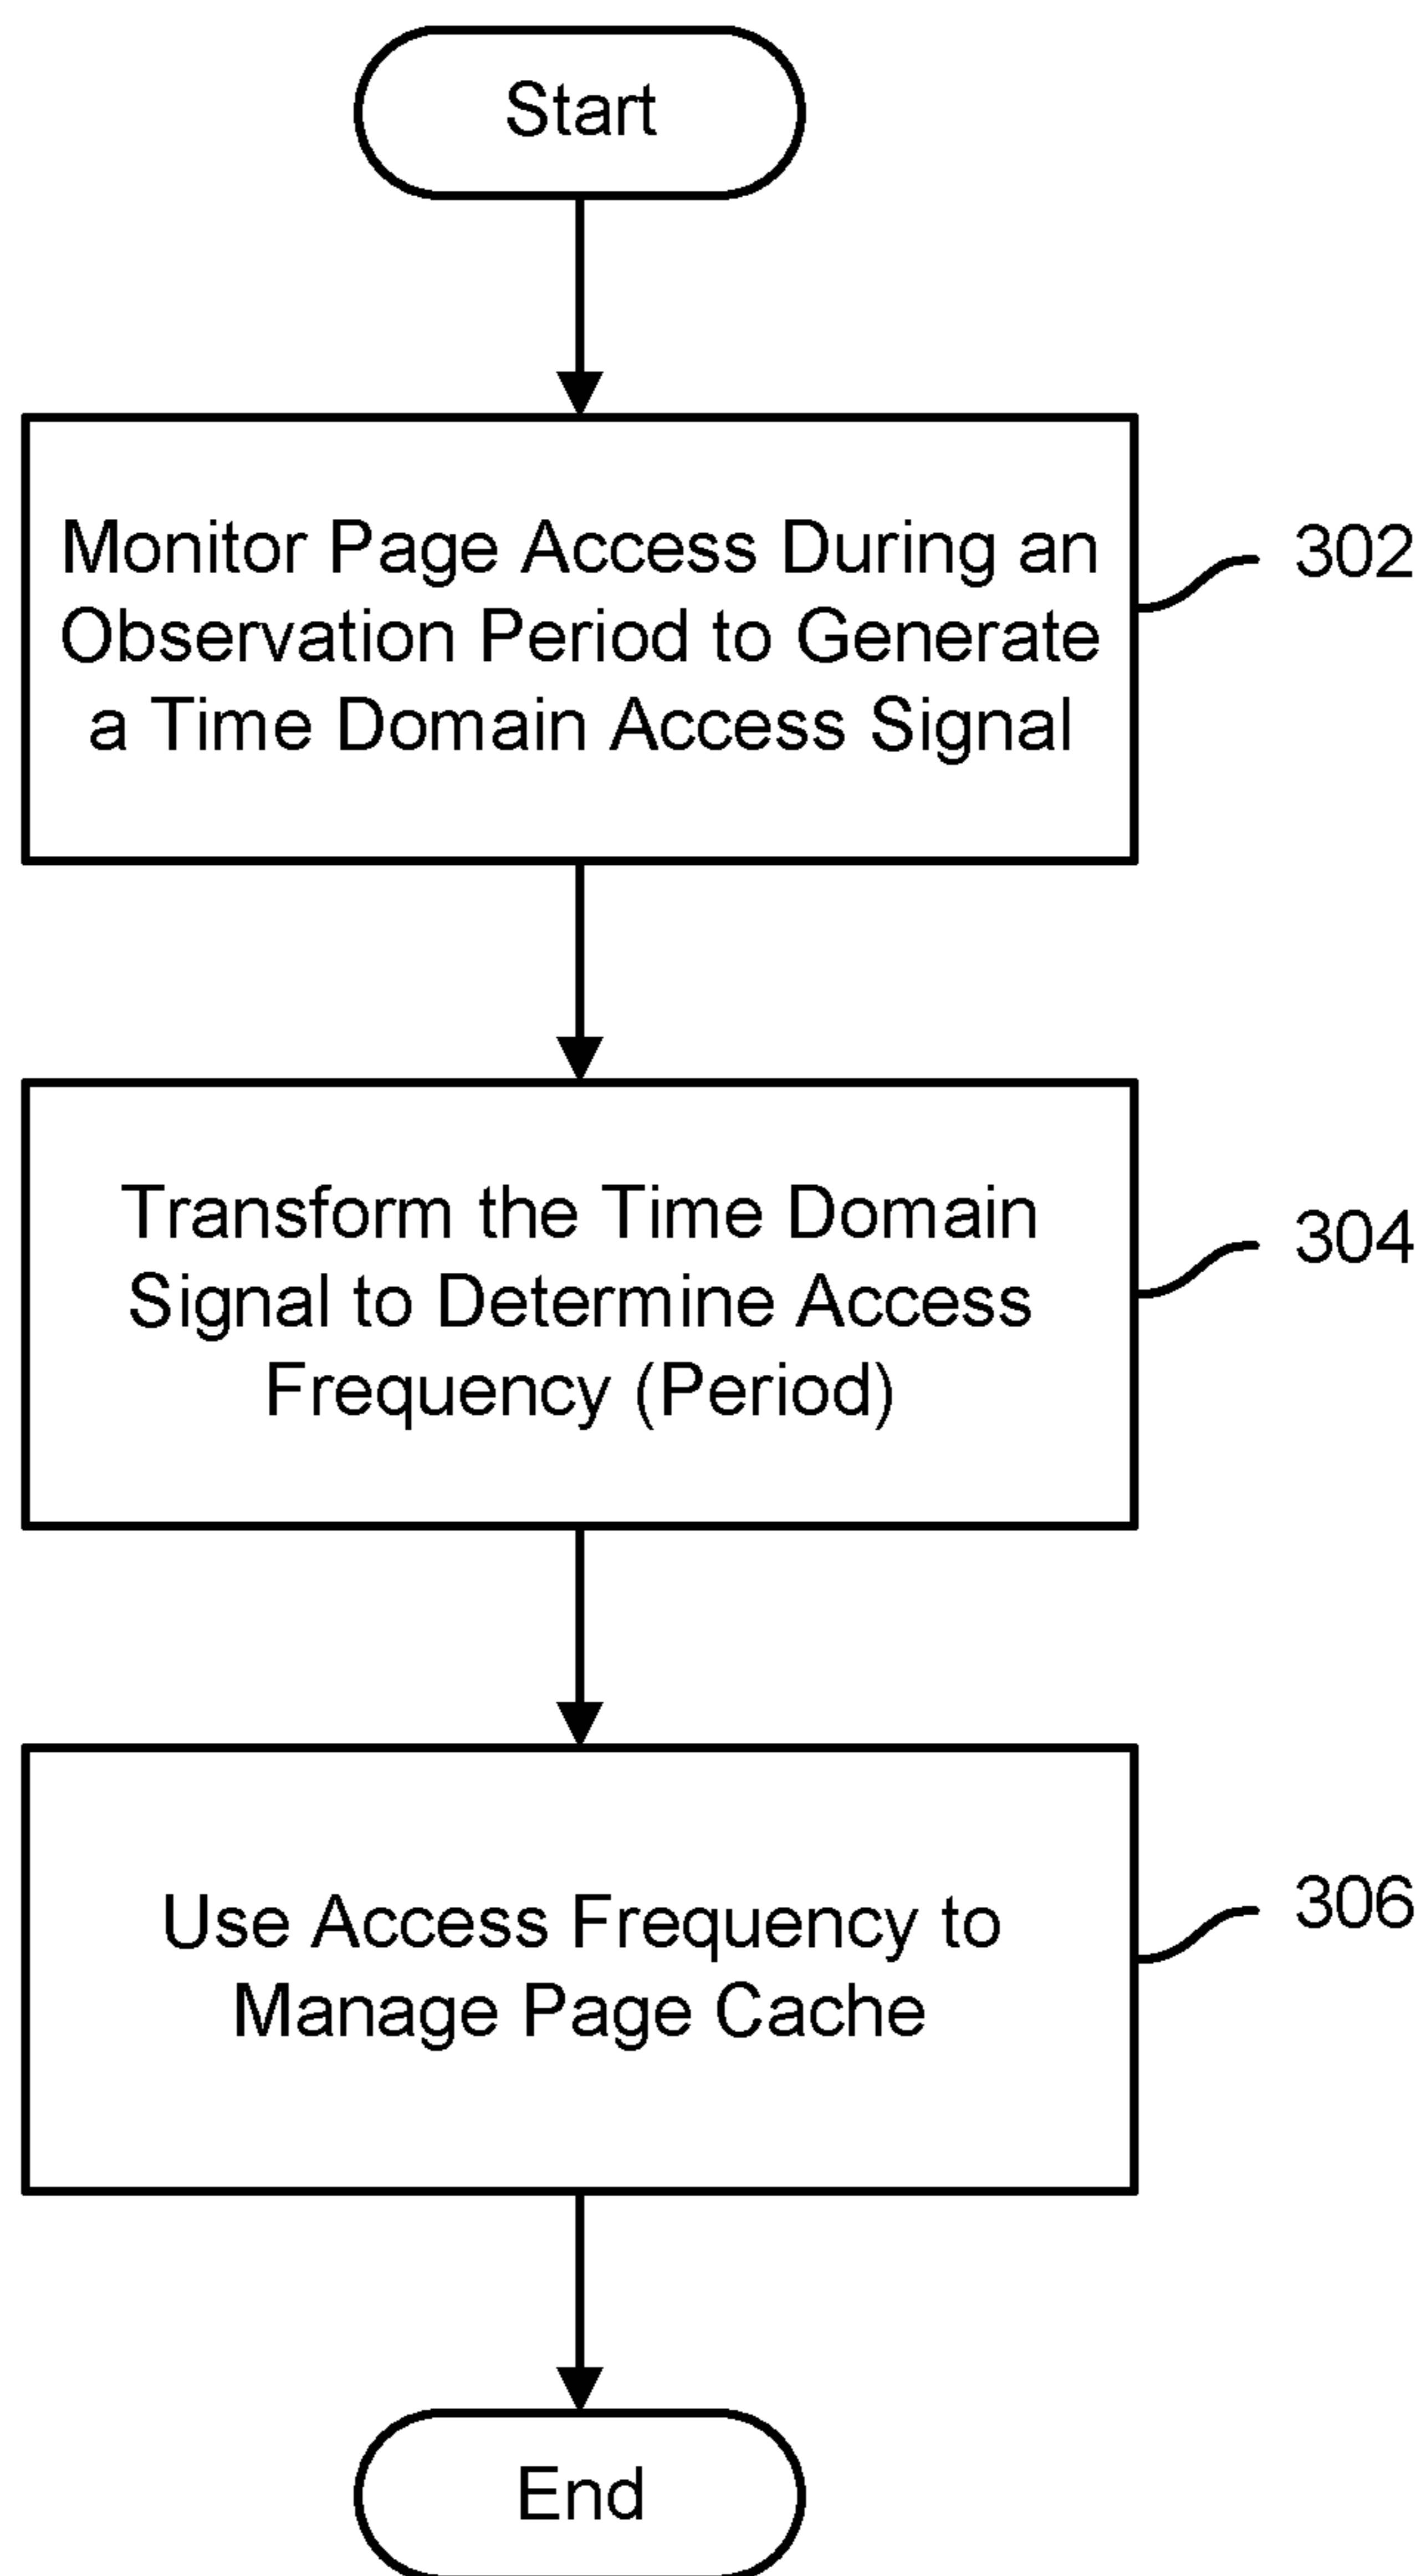 Start
Monitor Page Access During an
Observation Period to Generate
a Time Domain Access Signal
302
Transform the Time Domain
Signal to Determine Access
Frequency (Period)
304
Use Access Frequency to
Manage Page Cache
306
End